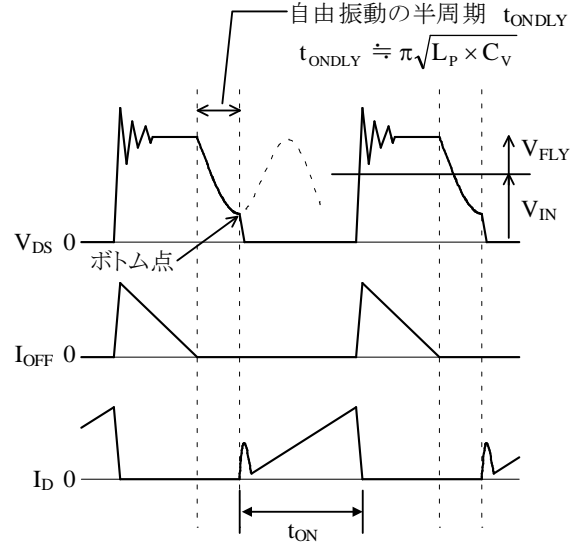 自由振動の半周期 tONDLY
tONDLY ≒ π√LP × CV
VFLY
VIN
VDS 0
ボトム点
IOFF 0
ID 0
tON